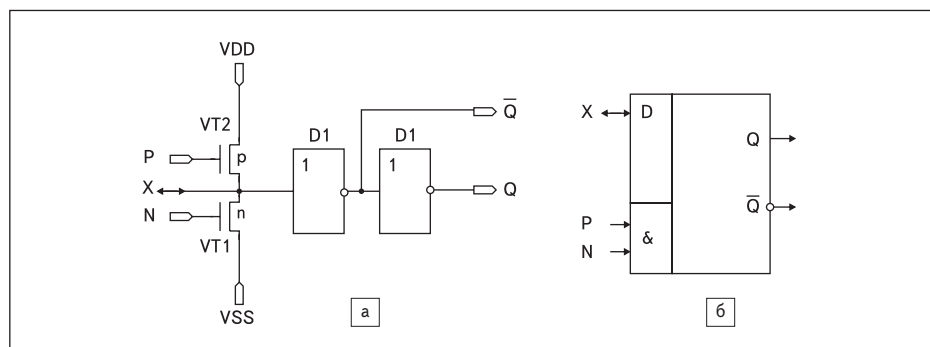 VDD
VT2
P
p
X
N
n
VT1
VSS
D1
1
D1
1
Q̅
Q
а
X
D
P
N
&
Q
Q̅
б